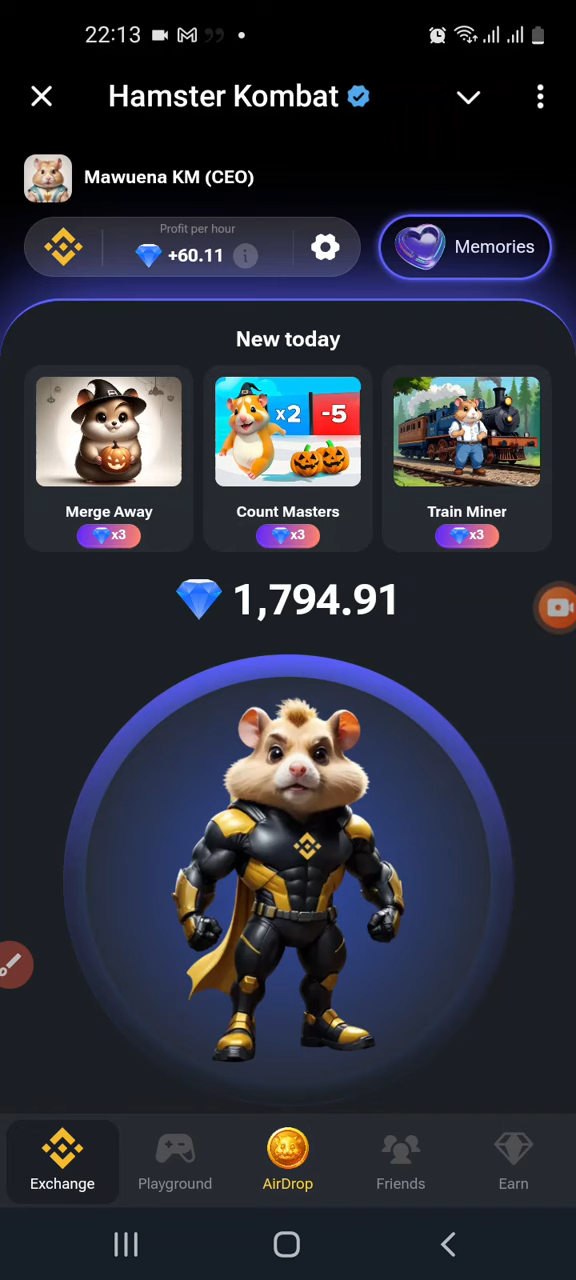 22:13
Hamster Kombat
Mawuena KM (CEO)
Profit per hour
+60.11
Memories
New today
x2 -5
Merge Away Count Masters Train Miner
x3 x3 x3
1,794.91
Exchange Playground AirDrop Friends Earn